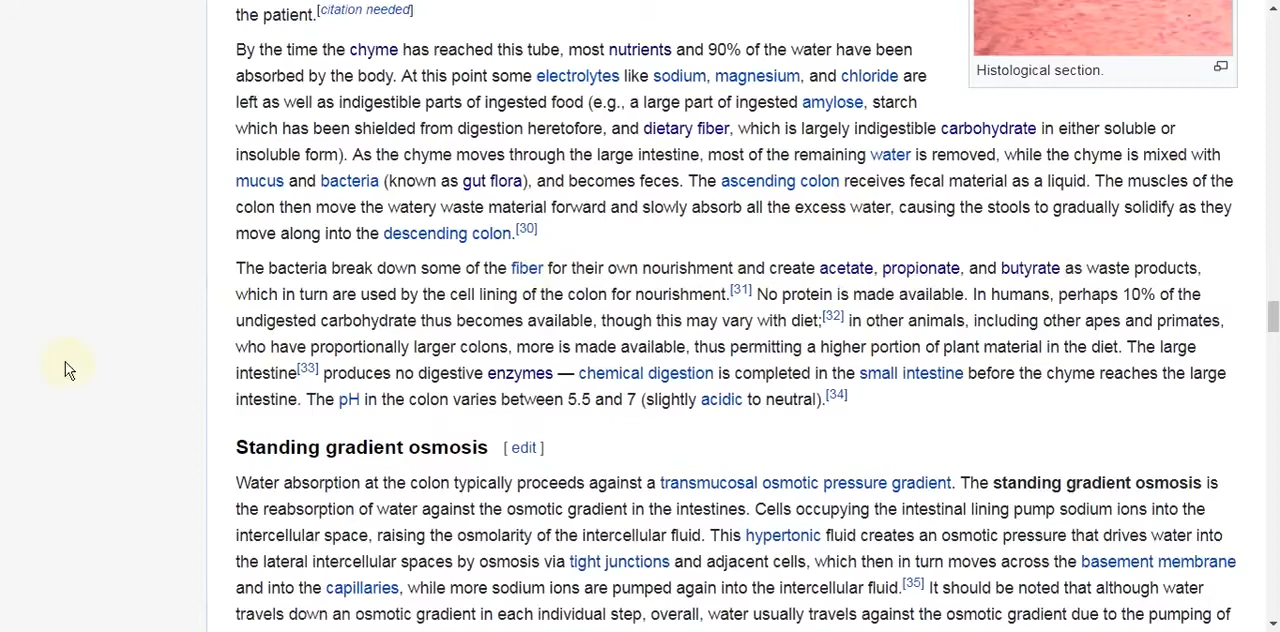 the patient.[citation needed]
By the time the chyme has reached this tube, most nutrients and 90% of the water have been
absorbed by the body. At this point some electrolytes like sodium, magnesium, and chloride are
left as well as indigestible parts of ingested food (e.g., a large part of ingested amylose, starch
which has been shielded from digestion heretofore, and dietary fiber, which is largely indigestible carbohydrate in either soluble or
insoluble form). As the chyme moves through the large intestine, most of the remaining water is removed, while the chyme is mixed with
mucus and bacteria (known as gut flora), and becomes feces. The ascending colon receives fecal material as a liquid. The muscles of the
colon then move the watery waste material forward and slowly absorb all the excess water, causing the stools to gradually solidify as they
move along into the descending colon.[30]
Histological section.
The bacteria break down some of the fiber for their own nourishment and create acetate, propionate, and butyrate as waste products,
which in turn are used by the cell lining of the colon for nourishment.[31] No protein is made available. In humans, perhaps 10% of the
undigested carbohydrate thus becomes available, though this may vary with diet;[32] in other animals, including other apes and primates,
who have proportionally larger colons, more is made available, thus permitting a higher portion of plant material in the diet. The large
intestine[33] produces no digestive enzymes — chemical digestion is completed in the small intestine before the chyme reaches the large
intestine. The pH in the colon varies between 5.5 and 7 (slightly acidic to neutral).[34]
Standing gradient osmosis [ edit ]
Water absorption at the colon typically proceeds against a transmucosal osmotic pressure gradient. The standing gradient osmosis is
the reabsorption of water against the osmotic gradient in the intestines. Cells occupying the intestinal lining pump sodium ions into the
intercellular space, raising the osmolarity of the intercellular fluid. This hypertonic fluid creates an osmotic pressure that drives water into
the lateral intercellular spaces by osmosis via tight junctions and adjacent cells, which then in turn moves across the basement membrane
and into the capillaries, while more sodium ions are pumped again into the intercellular fluid.[35] It should be noted that although water
travels down an osmotic gradient in each individual step, overall, water usually travels against the osmotic gradient due to the pumping of